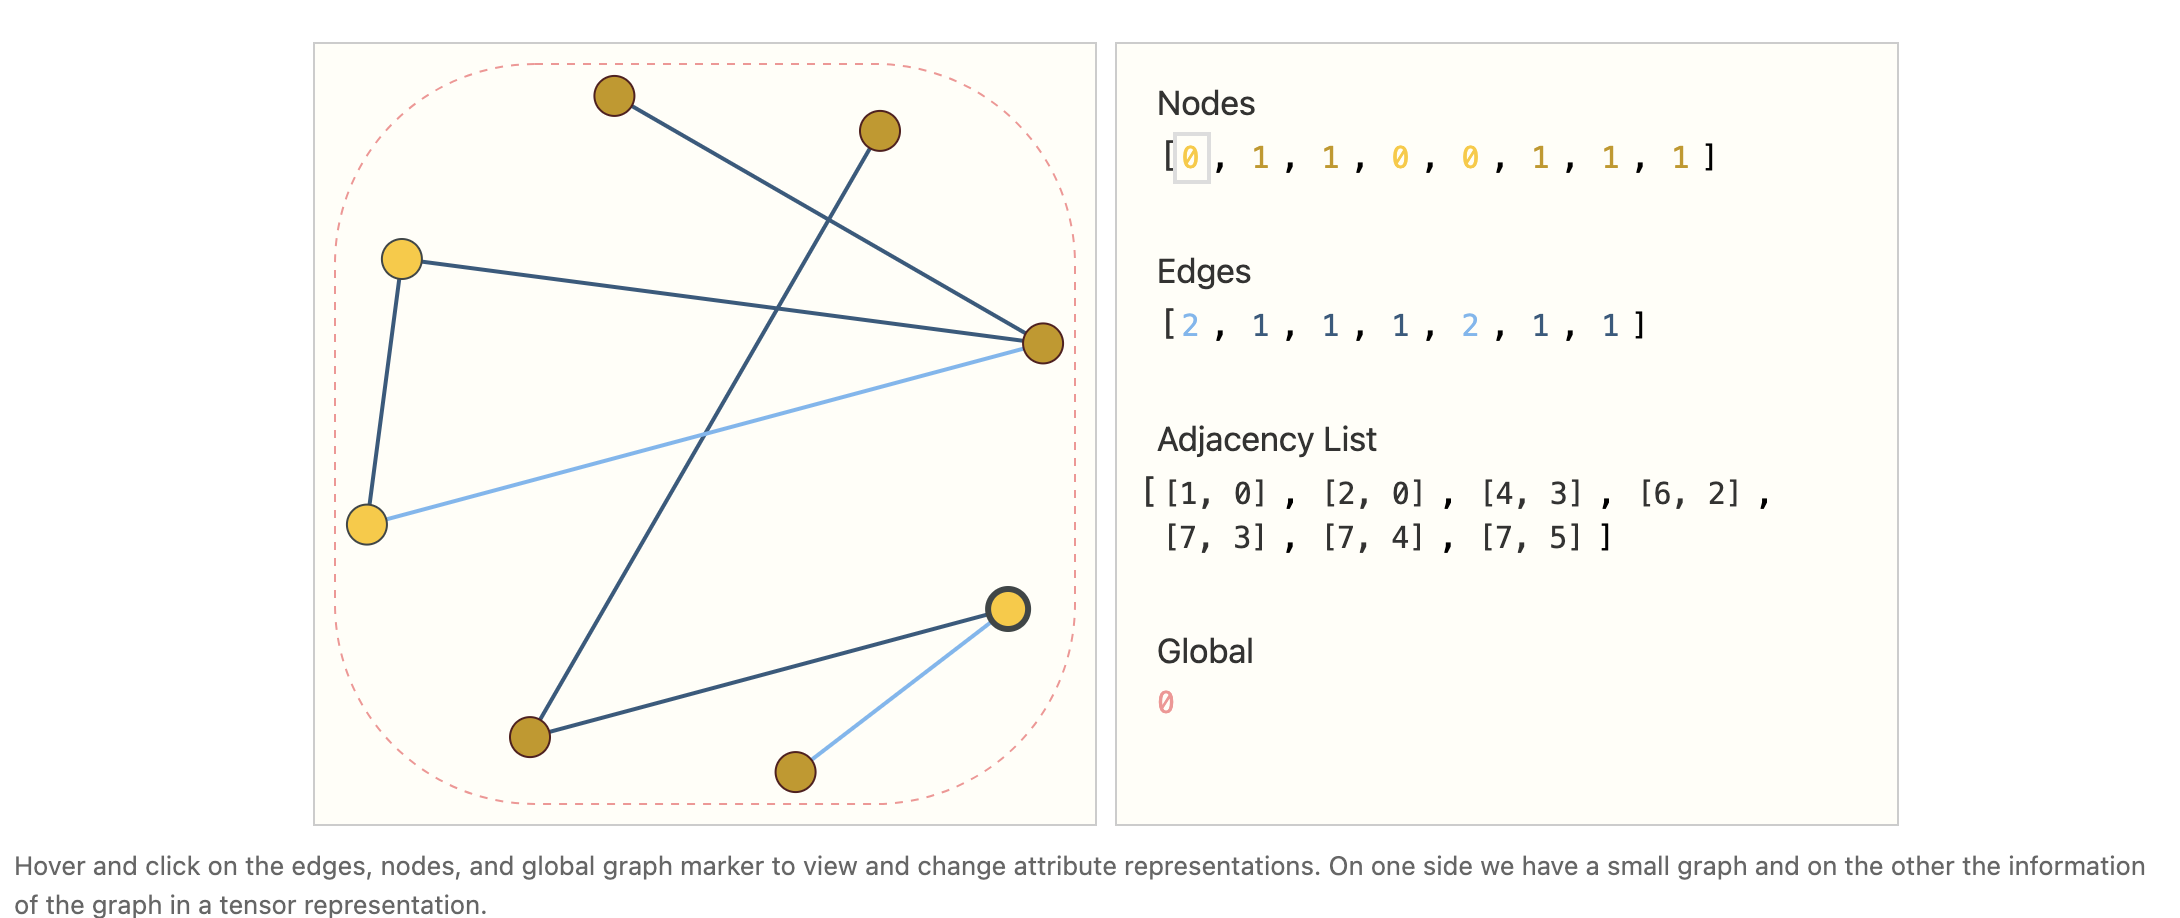 Nodes
[0, 1, 1, 0, 0, 1, 1, 1]
Edges
[2, 1, 1, 1, 2, 1, 1]
Adjacency List
[[1, 0], [2, 0], [4, 3], [6, 2],
[7, 3], [7, 4], [7, 5]]
Global
0
Hover and click on the edges, nodes, and global graph marker to view and change attribute representations. On one side we have a small graph and on the other the information
of the graph in a tensor representation.